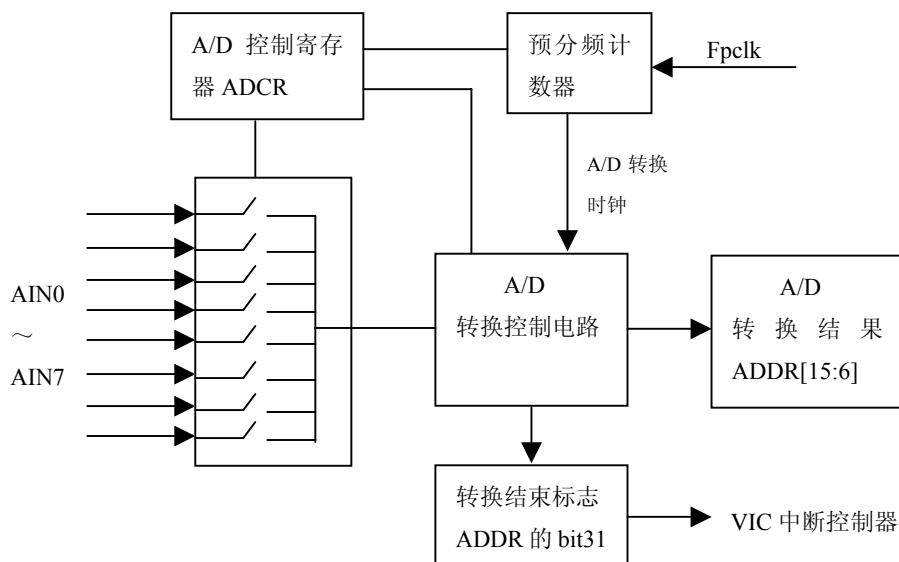 A/D 控制寄存
器 ADCR
预分频计
数器
Fpclk
A/D 转换
时钟
AIN0
～
AIN7
A/D
转换控制电路
A/D
转换结果
ADDR[15:6]
转换结束标志
ADDR 的 bit31
VIC 中断控制器